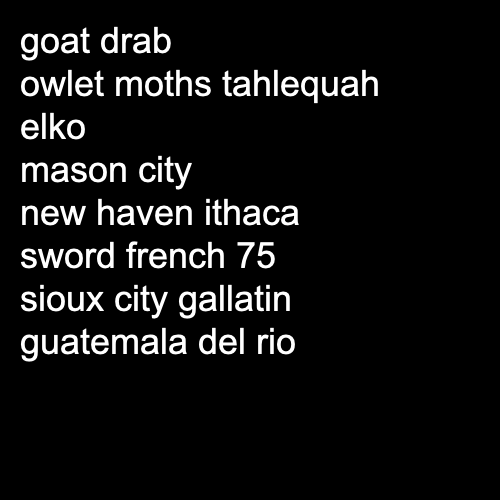 goat drab
owlet moths tahlequah
elko
mason city
new haven ithaca
sword french 75
sioux city gallatin
guatemala del rio